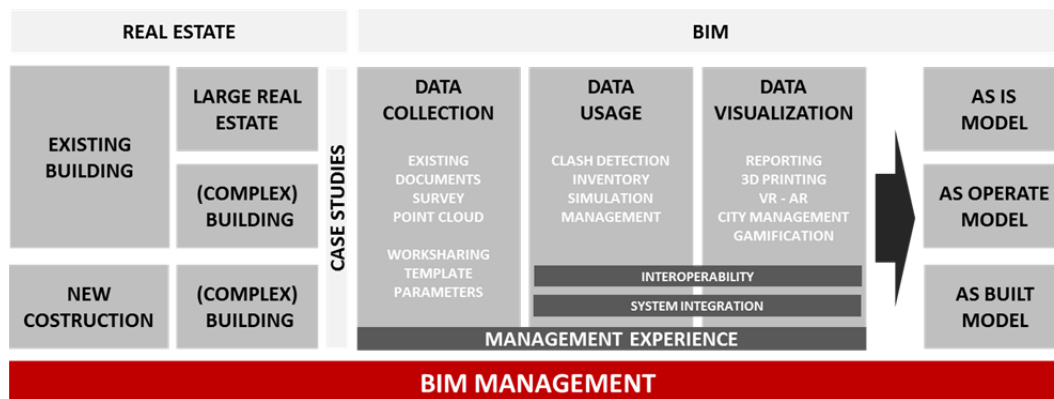 REAL ESTATE
BIM
EXISTING
BUILDING
LARGE REAL
ESTATE
(COMPLEX)
BUILDING
NEW
COSTRUCTION
(COMPLEX)
BUILDING
CASE STUDIES
DATA
COLLECTION
EXISTING
DOCUMENTS
SURVEY
POINT CLOUD
WORKSHARING
TEMPLATE
PARAMETERS
DATA
USAGE
CLASH DETECTION
INVENTORY
SIMULATION
MANAGEMENT
DATA
VISUALIZATION
REPORTING
3D PRINTING
VR - AR
CITY MANAGEMENT
GAMIFICATION
INTEROPERABILITY
SYSTEM INTEGRATION
MANAGEMENT EXPERIENCE
AS IS
MODEL
AS OPERATE
MODEL
AS BUILT
MODEL
BIM MANAGEMENT